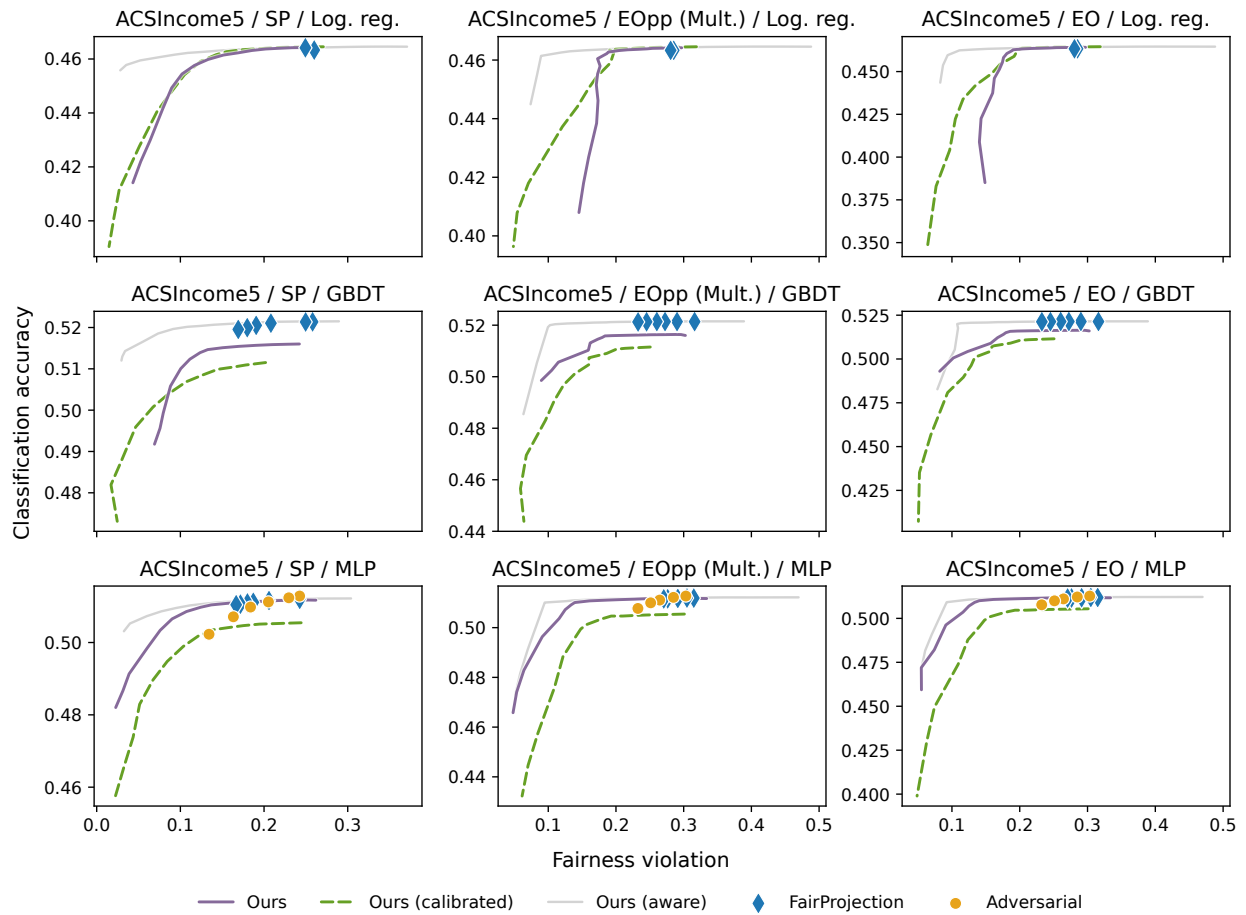 ACSIncome5 / SP / Log. reg.
ACSIncome5 / EOpp (Mult.) / Log. reg.
ACSIncome5 / EO / Log. reg.
0.46
0.44
0.42
0.40
0.46
0.44
0.42
0.40
0.450
0.425
0.400
0.375
0.350
ACSIncome5 / SP / GBDT
ACSIncome5 / EOpp (Mult.) / GBDT
ACSIncome5 / EO / GBDT
0.52
0.51
0.50
0.49
0.48
0.52
0.50
0.48
0.46
0.44
0.525
0.500
0.475
0.450
0.425
Classification accuracy
ACSIncome5 / SP / MLP
ACSIncome5 / EOpp (Mult.) / MLP
ACSIncome5 / EO / MLP
0.50
0.48
0.46
0.50
0.48
0.46
0.44
0.500
0.475
0.450
0.425
0.400
0.0 0.1 0.2 0.3
0.1 0.2 0.3 0.4 0.5
0.1 0.2 0.3 0.4 0.5
Fairness violation
Ours Ours (calibrated) Ours (aware) FairProjection Adversarial